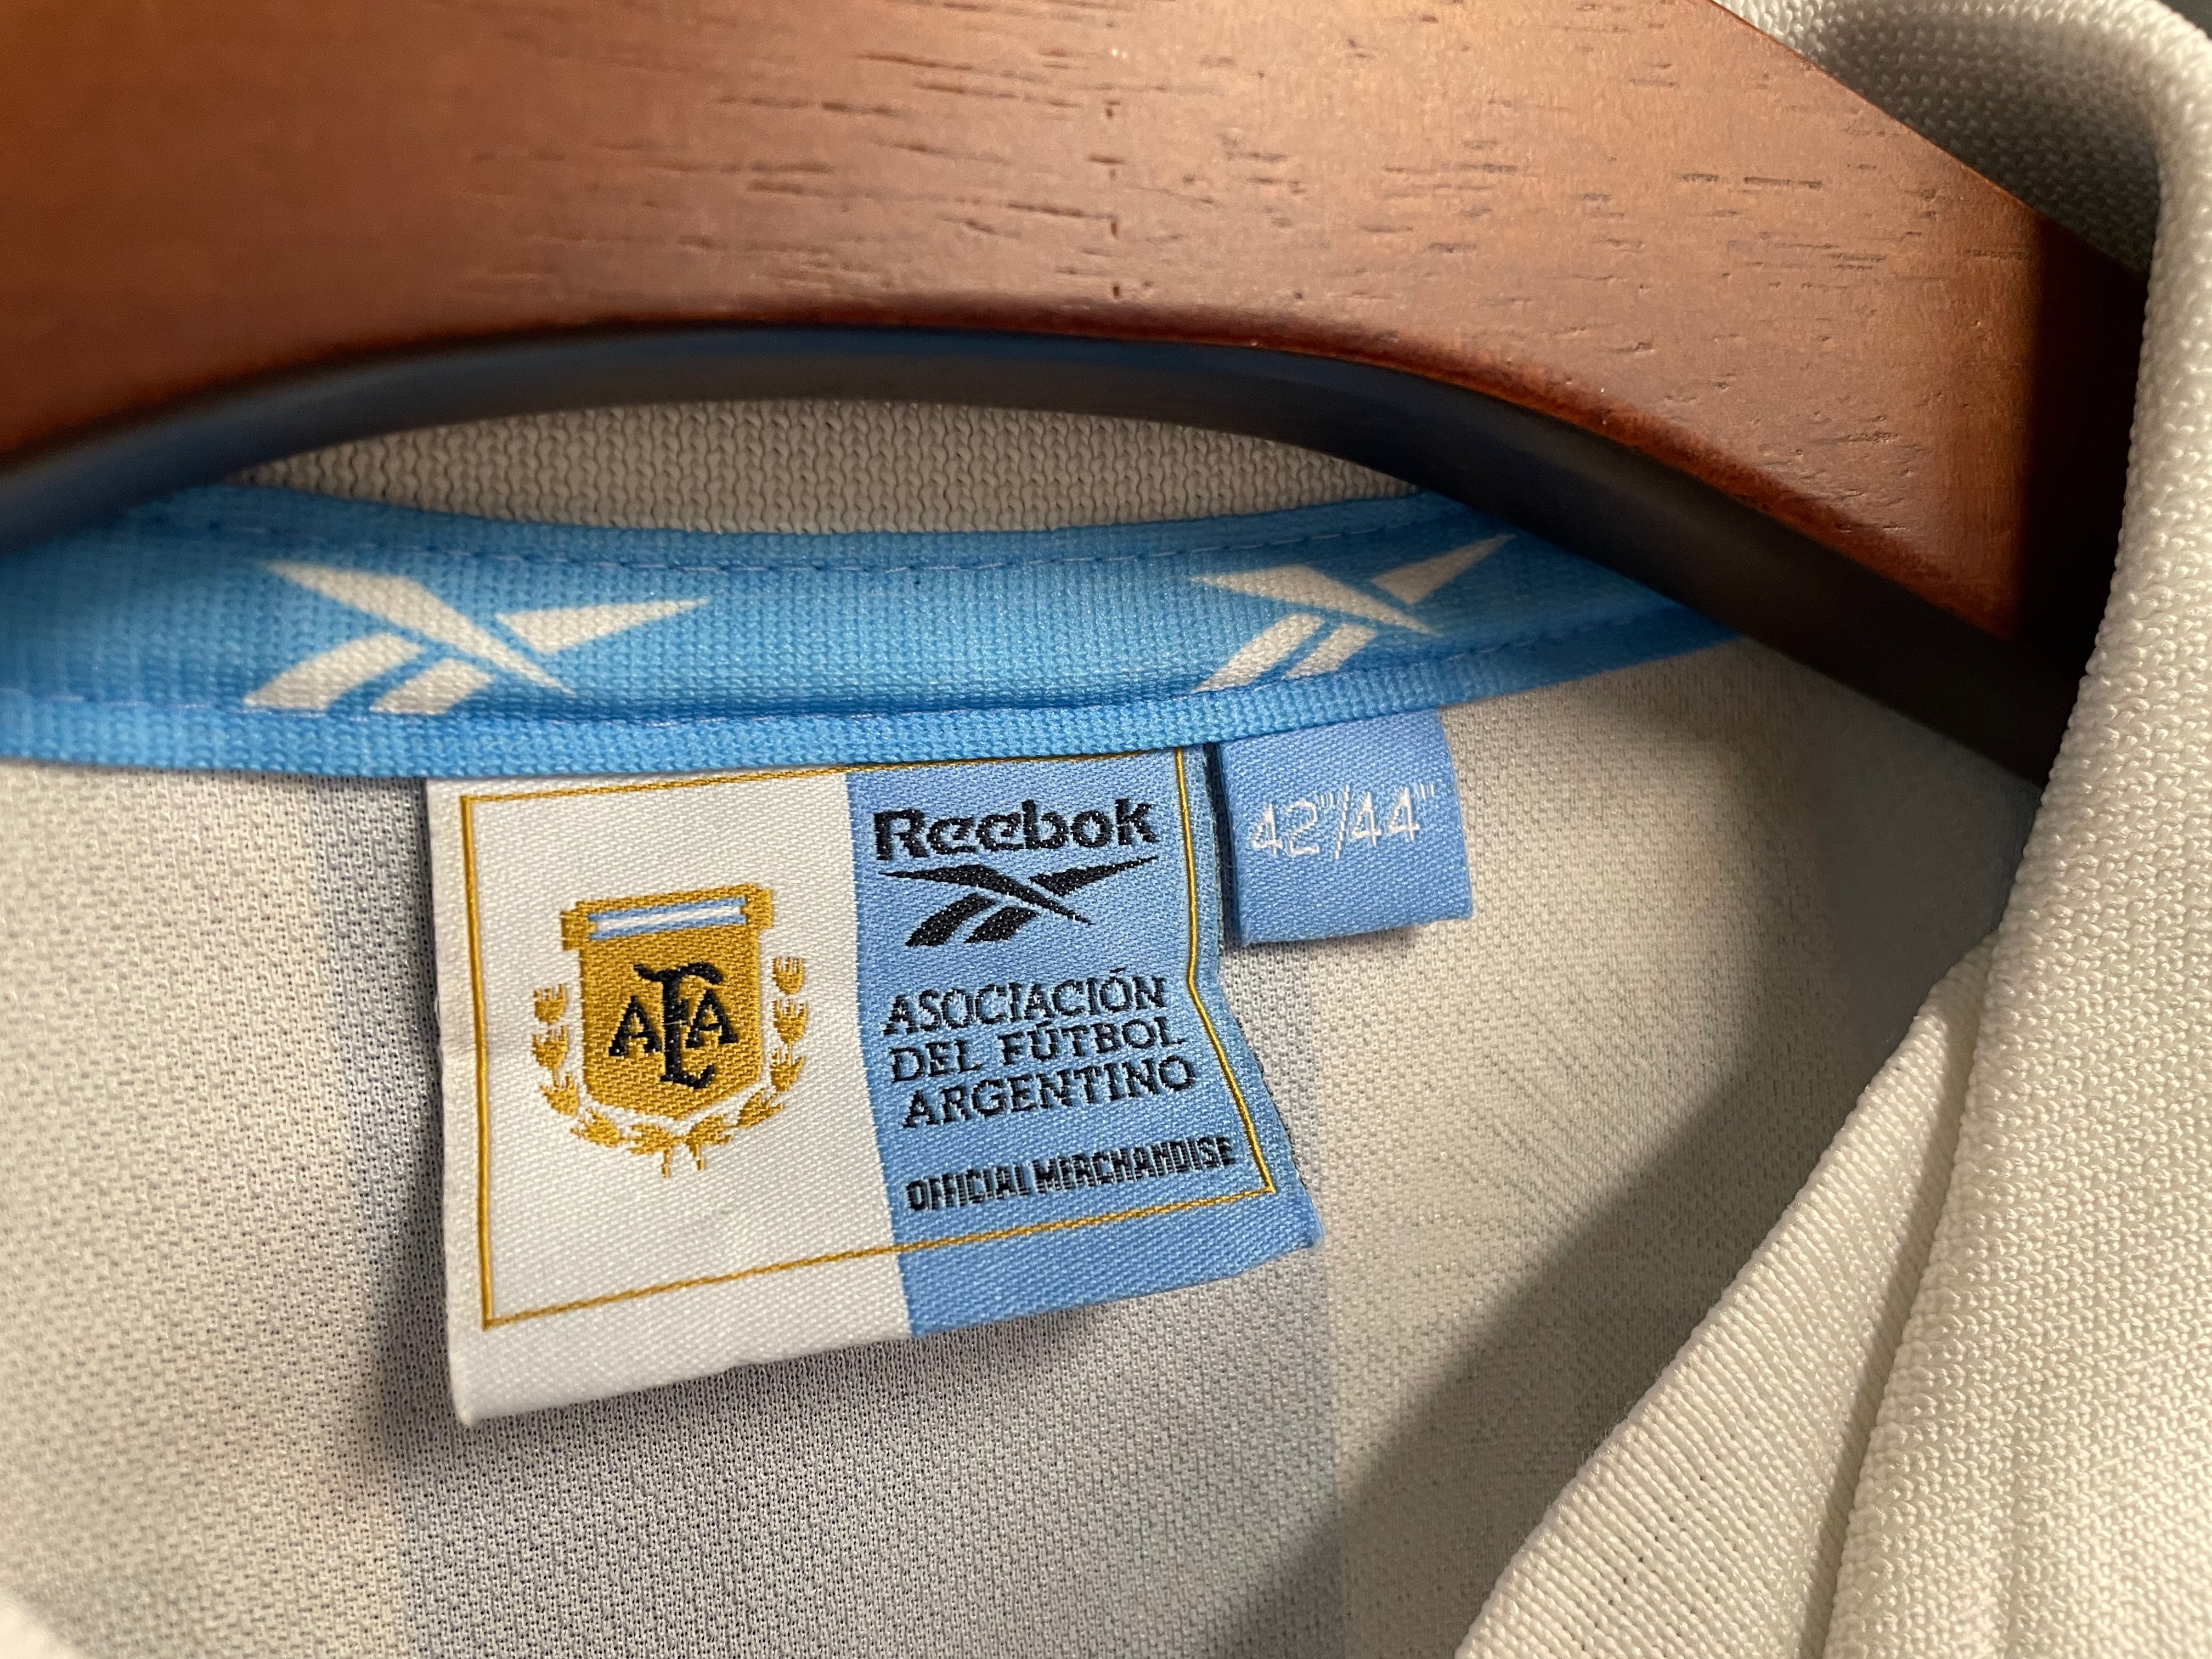 Reebok
42"/44"
AFA
ASOCIACIÓN
DEL FÚTBOL
ARGENTINO
OFFICIAL MERCHANDISE